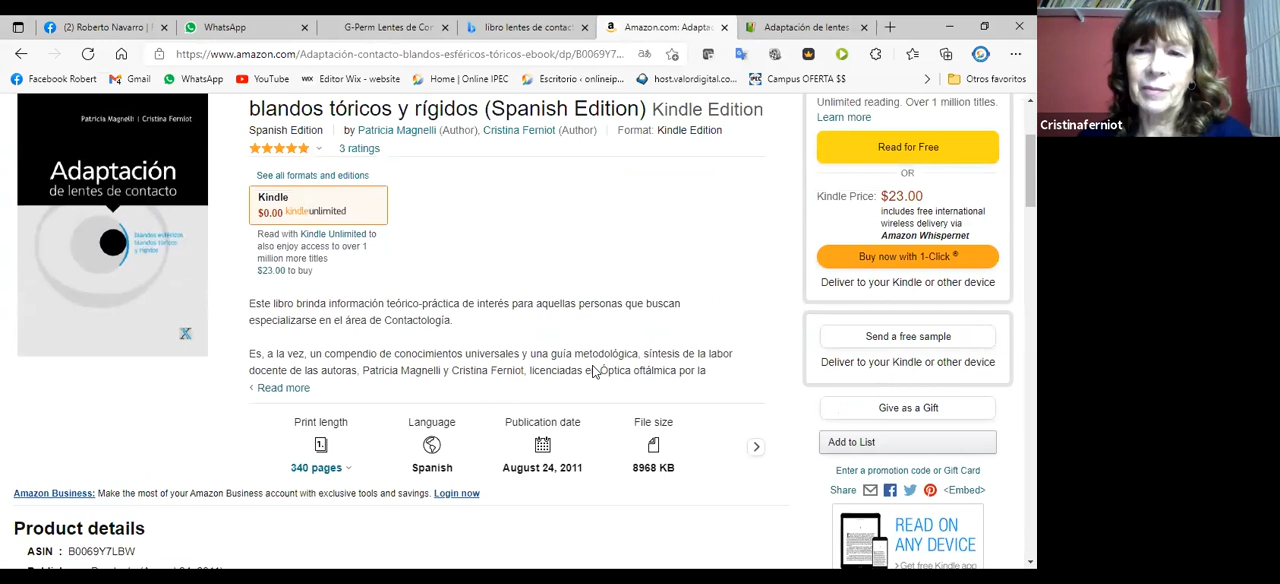 (2) Roberto Navarro | F
WhatsApp
G-Perm Lentes de Con
libro lentes de contact
Amazon.com: Adapta
Adaptación de lentes
https://www.amazon.com/Adaptación-contacto-blandos-esféricos-tóricos-ebook/dp/B0069Y7...
Facebook Robert
Gmail
WhatsApp
YouTube
Editor Wix - website
Home | Online IPEC
Escritorio < onlineip...
host.valordigital.co...
Campus OFERTA $$
Otros favoritos
Cristinaferniot
Patricia Magnelli | Cristina Ferniot
Adaptación
de lentes de contacto
blandos esféricos
blandos tóricos
y rígidos
blandos tóricos y rígidos (Spanish Edition) Kindle Edition
Spanish Edition | by Patricia Magnelli (Author), Cristina Ferniot (Author) | Format: Kindle Edition
3 ratings
See all formats and editions
Kindle
$0.00 kindleunlimited
Read with Kindle Unlimited to
also enjoy access to over 1
million more titles
$23.00 to buy
Este libro brinda información teórico-práctica de interés para aquellas personas que buscan
especializarse en el área de Contactología.
Es, a la vez, un compendio de conocimientos universales y una guía metodológica, síntesis de la labor
docente de las autoras, Patricia Magnelli y Cristina Ferniot, licenciadas en Óptica oftálmica por la
Read more
Print length
Language
Publication date
File size
340 pages
Spanish
August 24, 2011
8968 KB
Amazon Business: Make the most of your Amazon Business account with exclusive tools and savings. Login now
Product details
ASIN : B0069Y7LBW
Unlimited reading. Over 1 million titles.
Learn more
Read for Free
OR
Kindle Price: $23.00
includes free international
wireless delivery via
Amazon Whispernet
Buy now with 1-Click ®
Deliver to your Kindle or other device
Send a free sample
Deliver to your Kindle or other device
Give as a Gift
Add to List
Enter a promotion code or Gift Card
Share <Embed>
READ ON
ANY DEVICE
Get free Kindle app